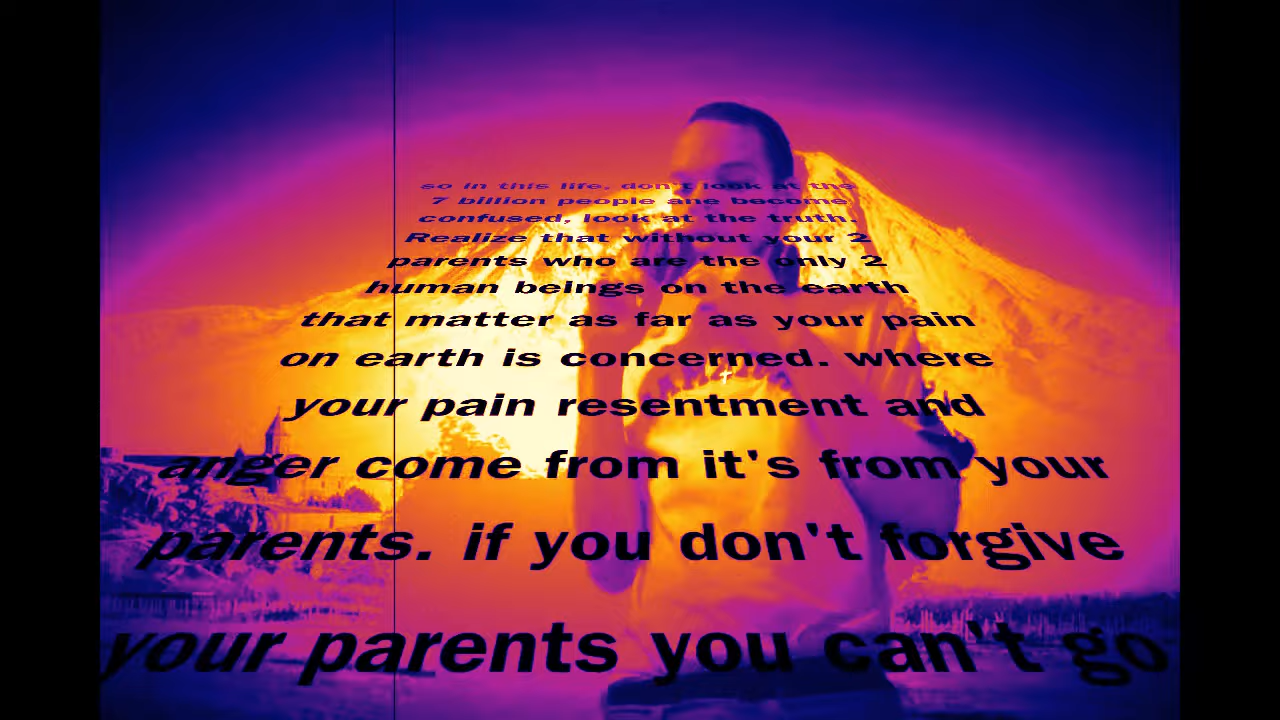 so in this life, don't look at the
7 billion people ane become
confused, look at the truth.
Realize that without your 2
parents who are the only 2
human beings on the earth
that matter as far as your pain
on earth is concerned. where
your pain resentment and
anger come from it's from your
parents. if you don't forgive
your parents you can't go